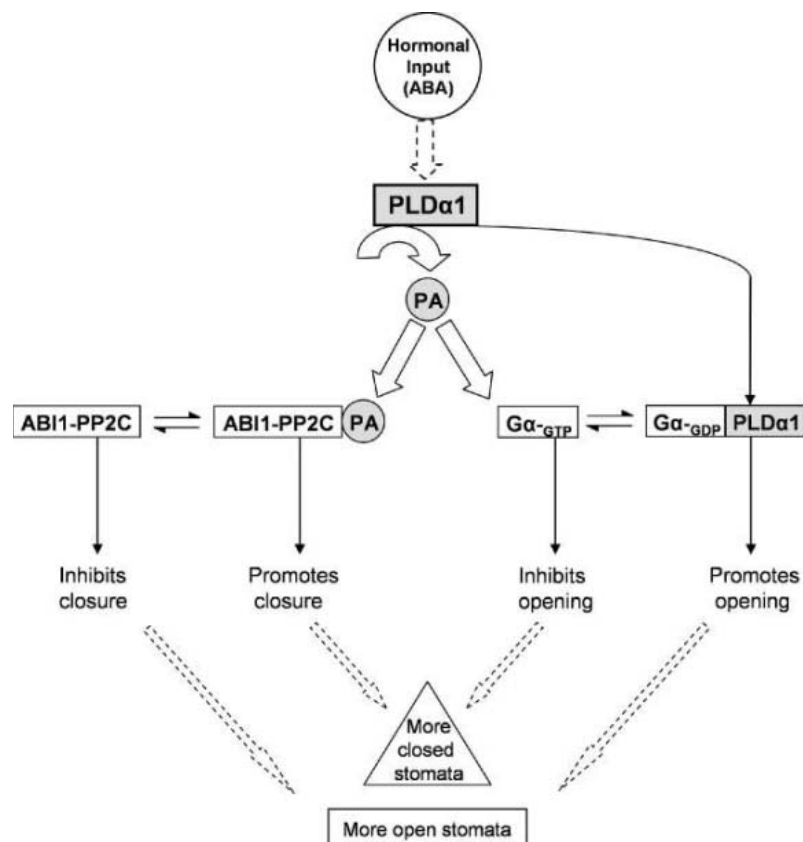 Hormonal
Input
(ABA)
PLDα1
PA
ABI1-PP2C
ABI1-PP2C PA
Gα-GTP
Gα-GDP PLDα1
Inhibits
closure
Promotes
closure
Inhibits
opening
Promotes
opening
More
closed
stomata
More open stomata